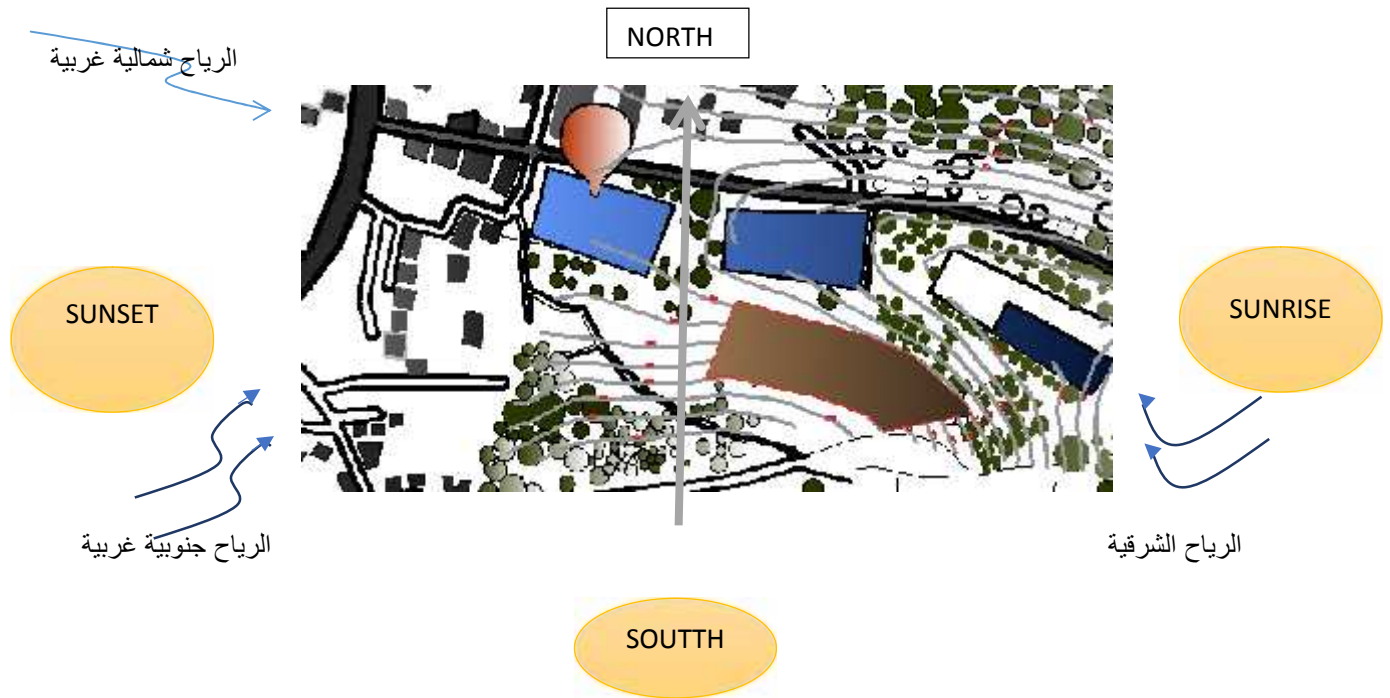 NORTH
الرياح شمالية غربية
SUNSET
SUNRISE
الرياح جنوبية غربية
الرياح الشرقية
SOUTTH